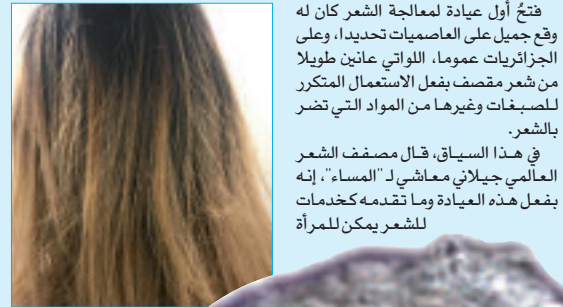 فتحُ أول عيادة لمعالجة الشعر كان له
وقع جميل على العاصميات تحديدا، وعلى
الجزائريات عموما، اللواتي عانين طويلا
من شعر مقصف بفعل الاستعمال المتكرر
للصبغات وغيرها من المواد التي تضر
بالشعر.
في هذا السياق، قال مصفف الشعر
العالمي جيلاني معاشي لـ "المساء"، إنه
بفعل هذه العيادة وما تقدمه كخدمات
للشعر يمكن للمرأة